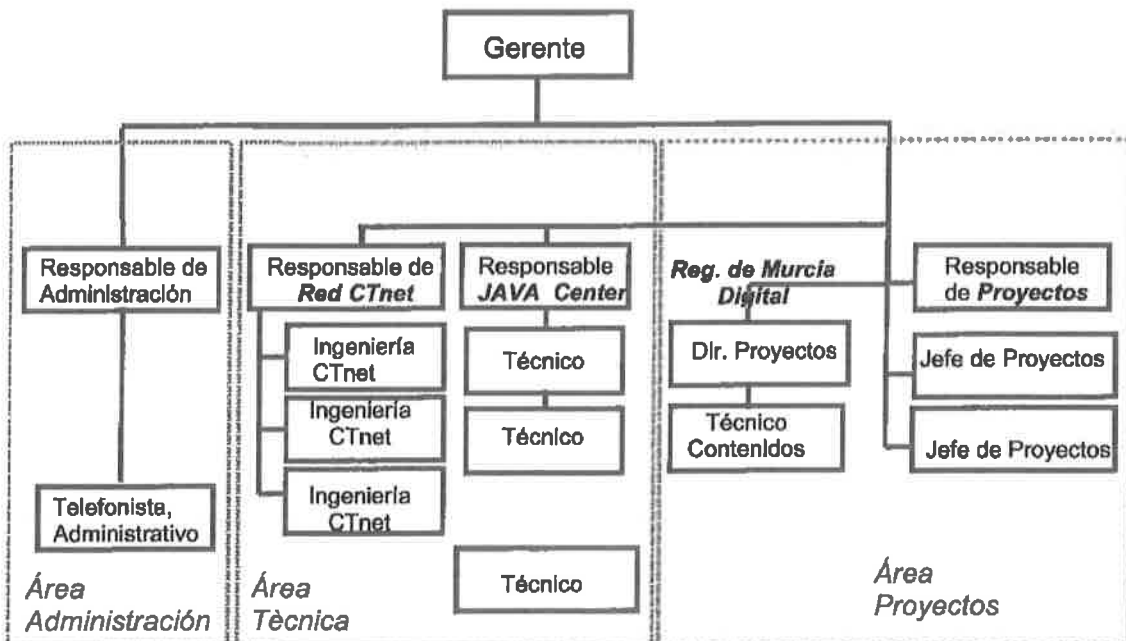 Gerente
Responsable de
Administración
Telefonista,
Administrativo
Área
Administración
Responsable de
Red CTnet
Ingeniería
CTnet
Ingeniería
CTnet
Ingeniería
CTnet
Responsable
JAVA Center
Técnico
Técnico
Técnico
Área
Tècnica
Reg. de Murcia
Digital
Dir. Proyectos
Técnico
Contenidos
Responsable
de Proyectos
Jefe de Proyectos
Jefe de Proyectos
Área
Proyectos